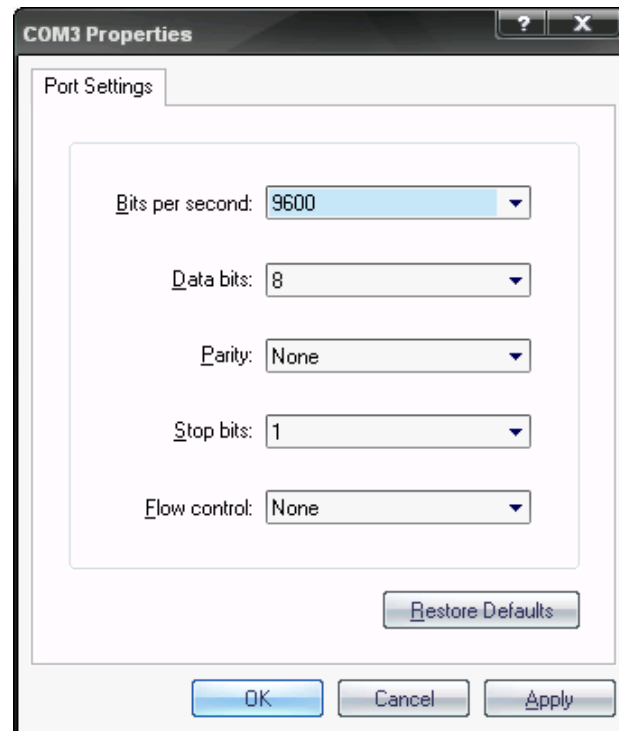 COM3 Properties
Port Settings
Bits per second: 9600
Data bits: 8
Parity: None
Stop bits: 1
Flow control: None
Restore Defaults
OK Cancel Apply